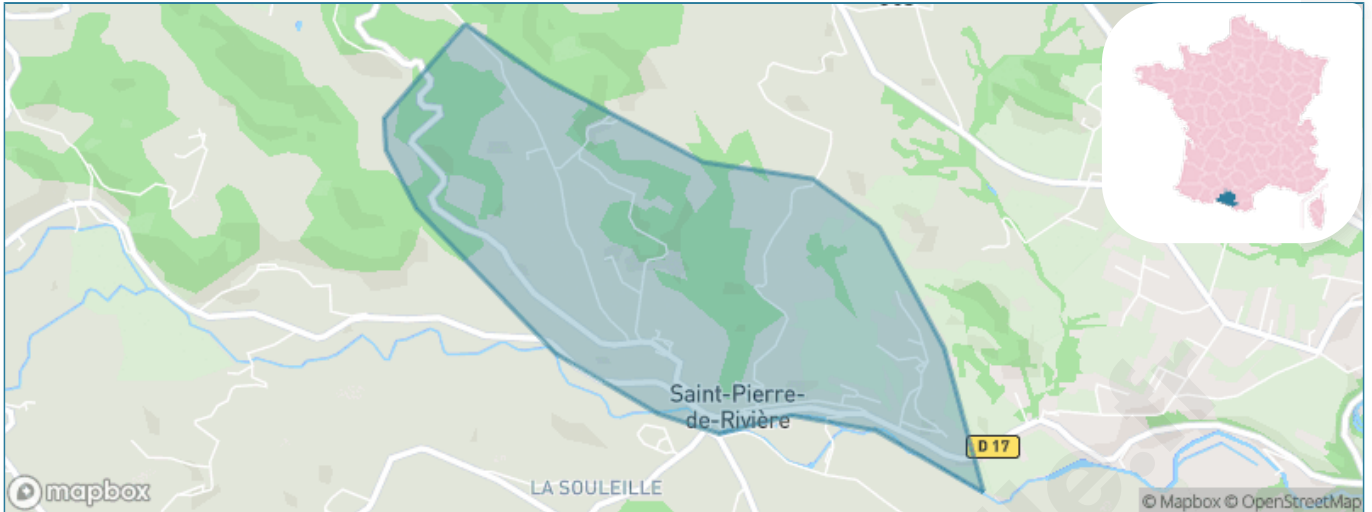 Saint-Pierre-
de-Rivière
D 17
LA SOULEILLE
mapbox
© Mapbox © OpenStreetMap